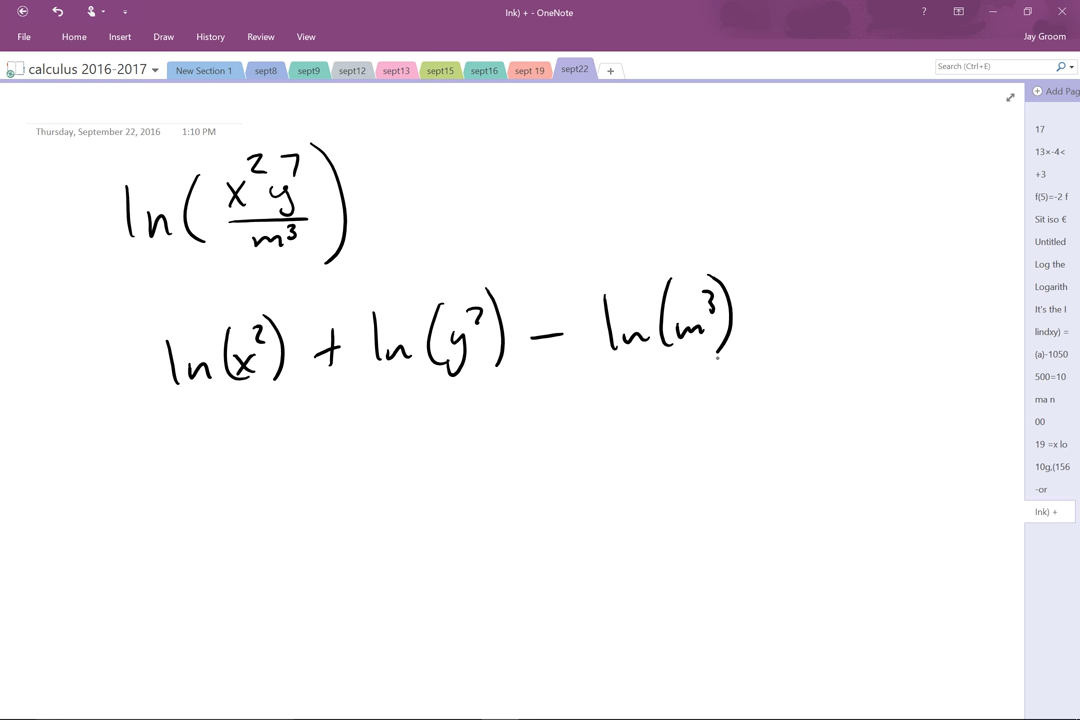 Ink) + - OneNote
?
File Home Insert Draw History Review View
Jay Groom
calculus 2016-2017 New Section 1 sept8 sept9 sept12 sept13 sept15 sept16 sept 19 sept22 +
Search (Ctrl+E)
Add Pag
Thursday, September 22, 2016 1:10 PM
ln(x²y⁷/m³)
ln(x²) + ln(y⁷) - ln(m³)
17
13×-4<
+3
f(5)=-2 f
Sit iso €
Untitled
Log the
Logarith
It's the I
lindxy) =
(a)-1050
500=10
ma n
00
19 =x lo
10g,(156
-or
Ink) +